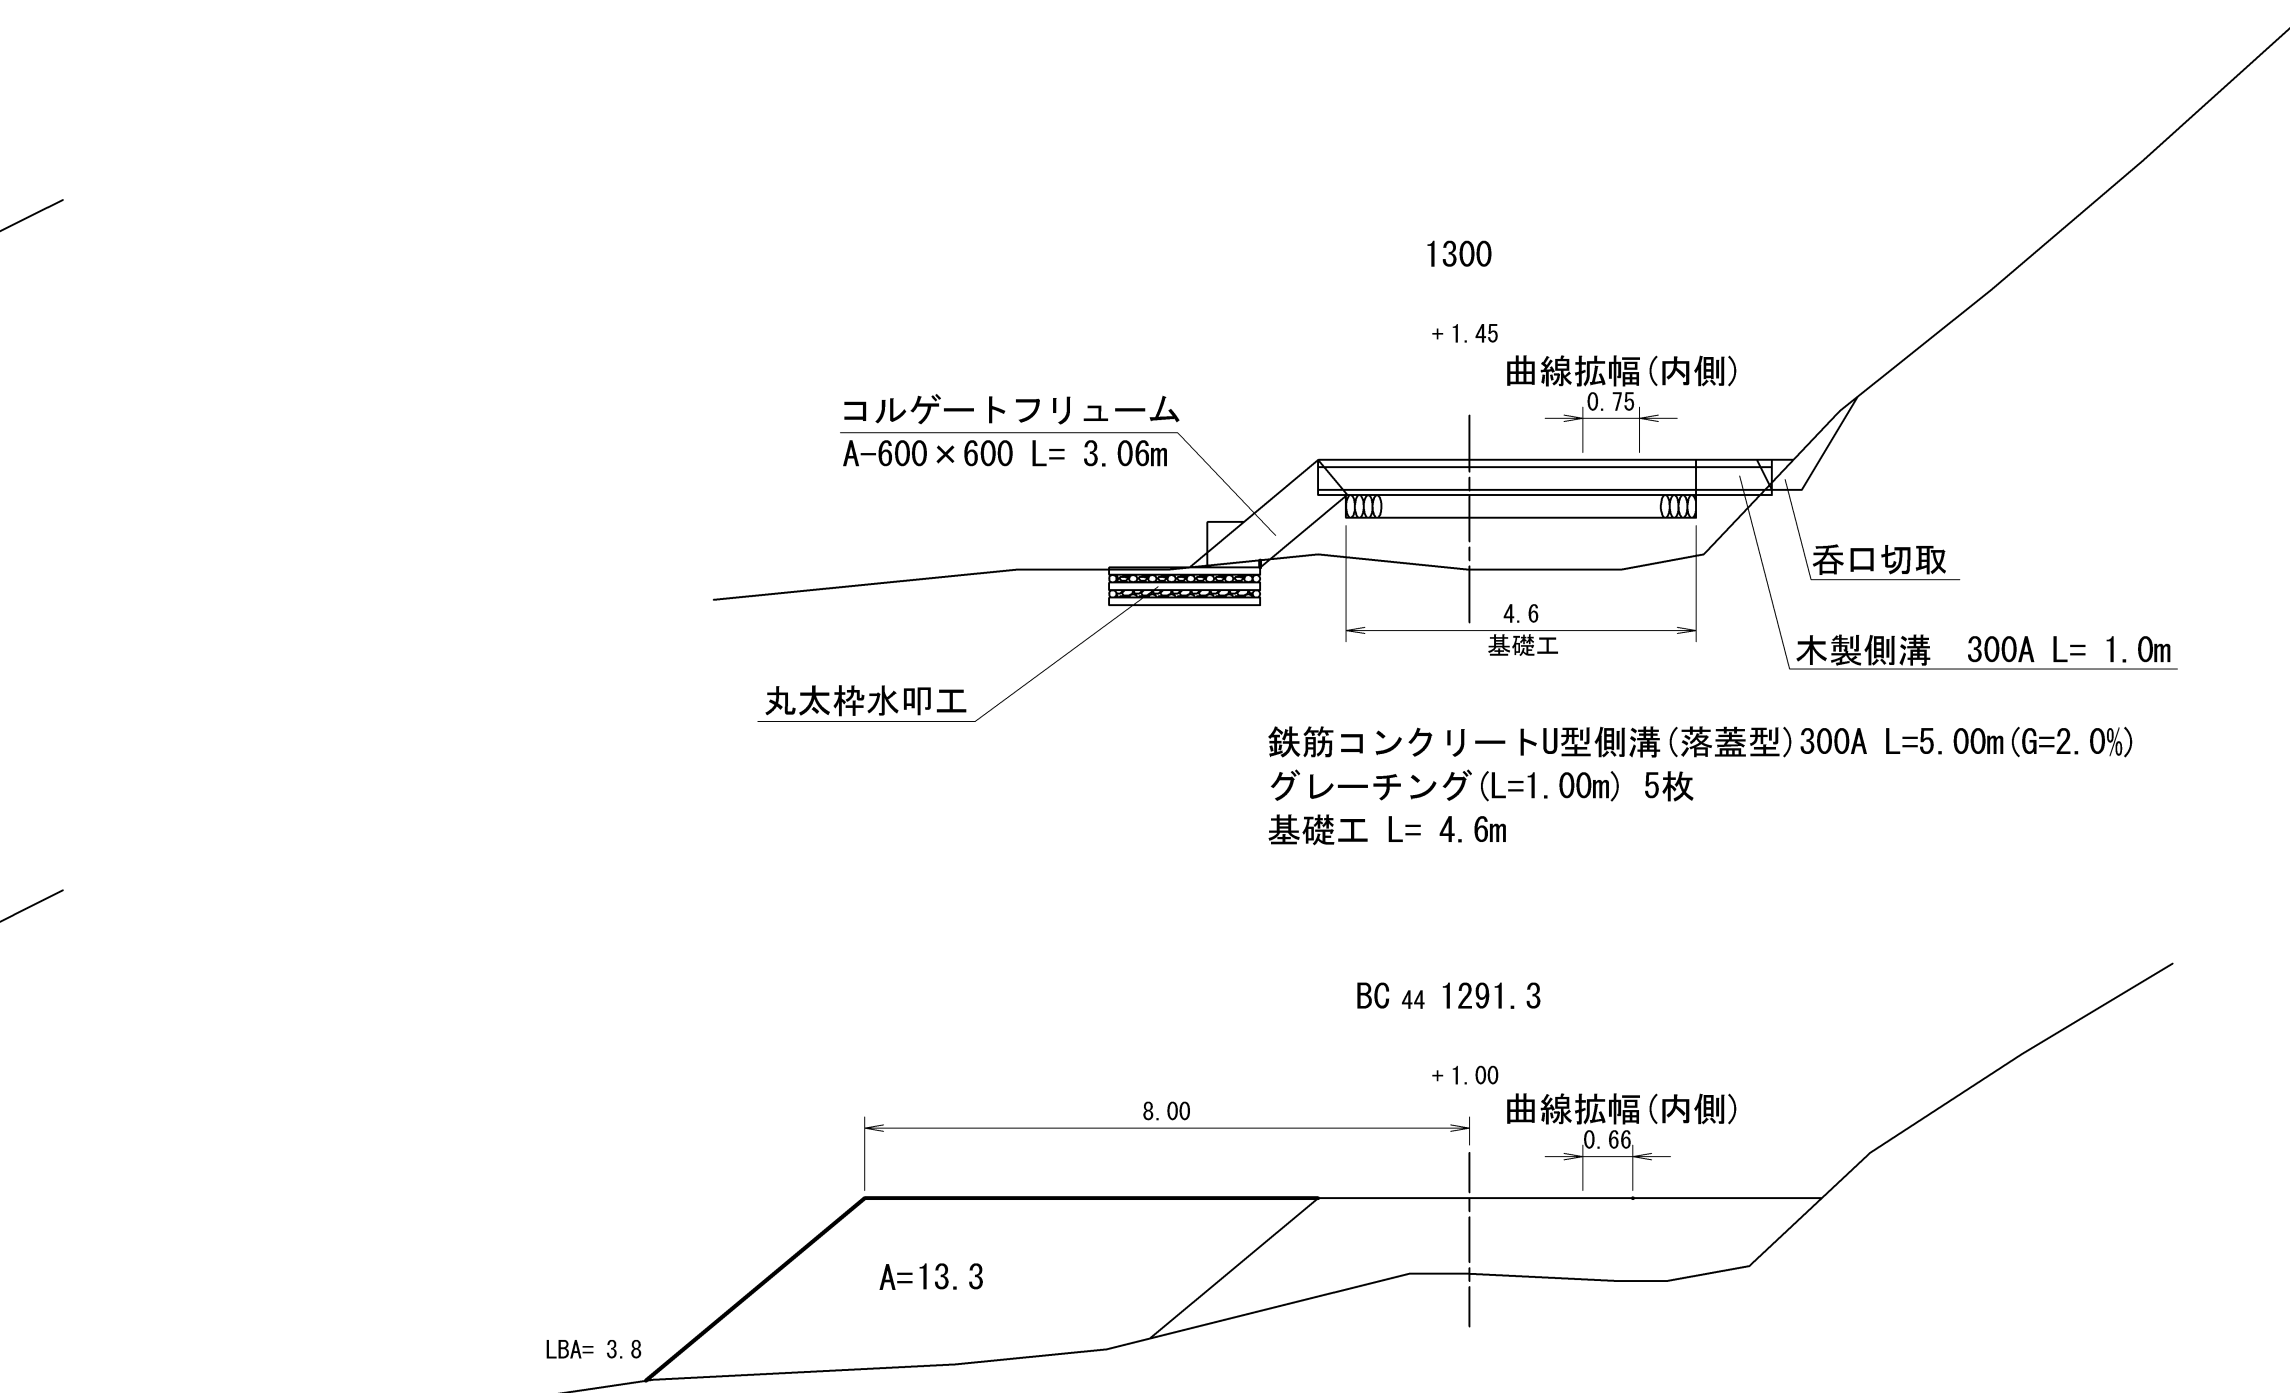 1300
+1.45
曲線拡幅(内側)
0.75
コルゲートフリューム
A-600×600 L= 3.06m
呑口切取
4.6
基礎工
木製側溝　300A L= 1.0m
丸太枠水叩工
鉄筋コンクリートU型側溝(落蓋型)300A L=5.00m(G=2.0%)
グレーチング(L=1.00m) 5枚
基礎工 L= 4.6m
BC 44 1291.3
+1.00
曲線拡幅(内側)
8.00
0.66
A=13.3
LBA= 3.8